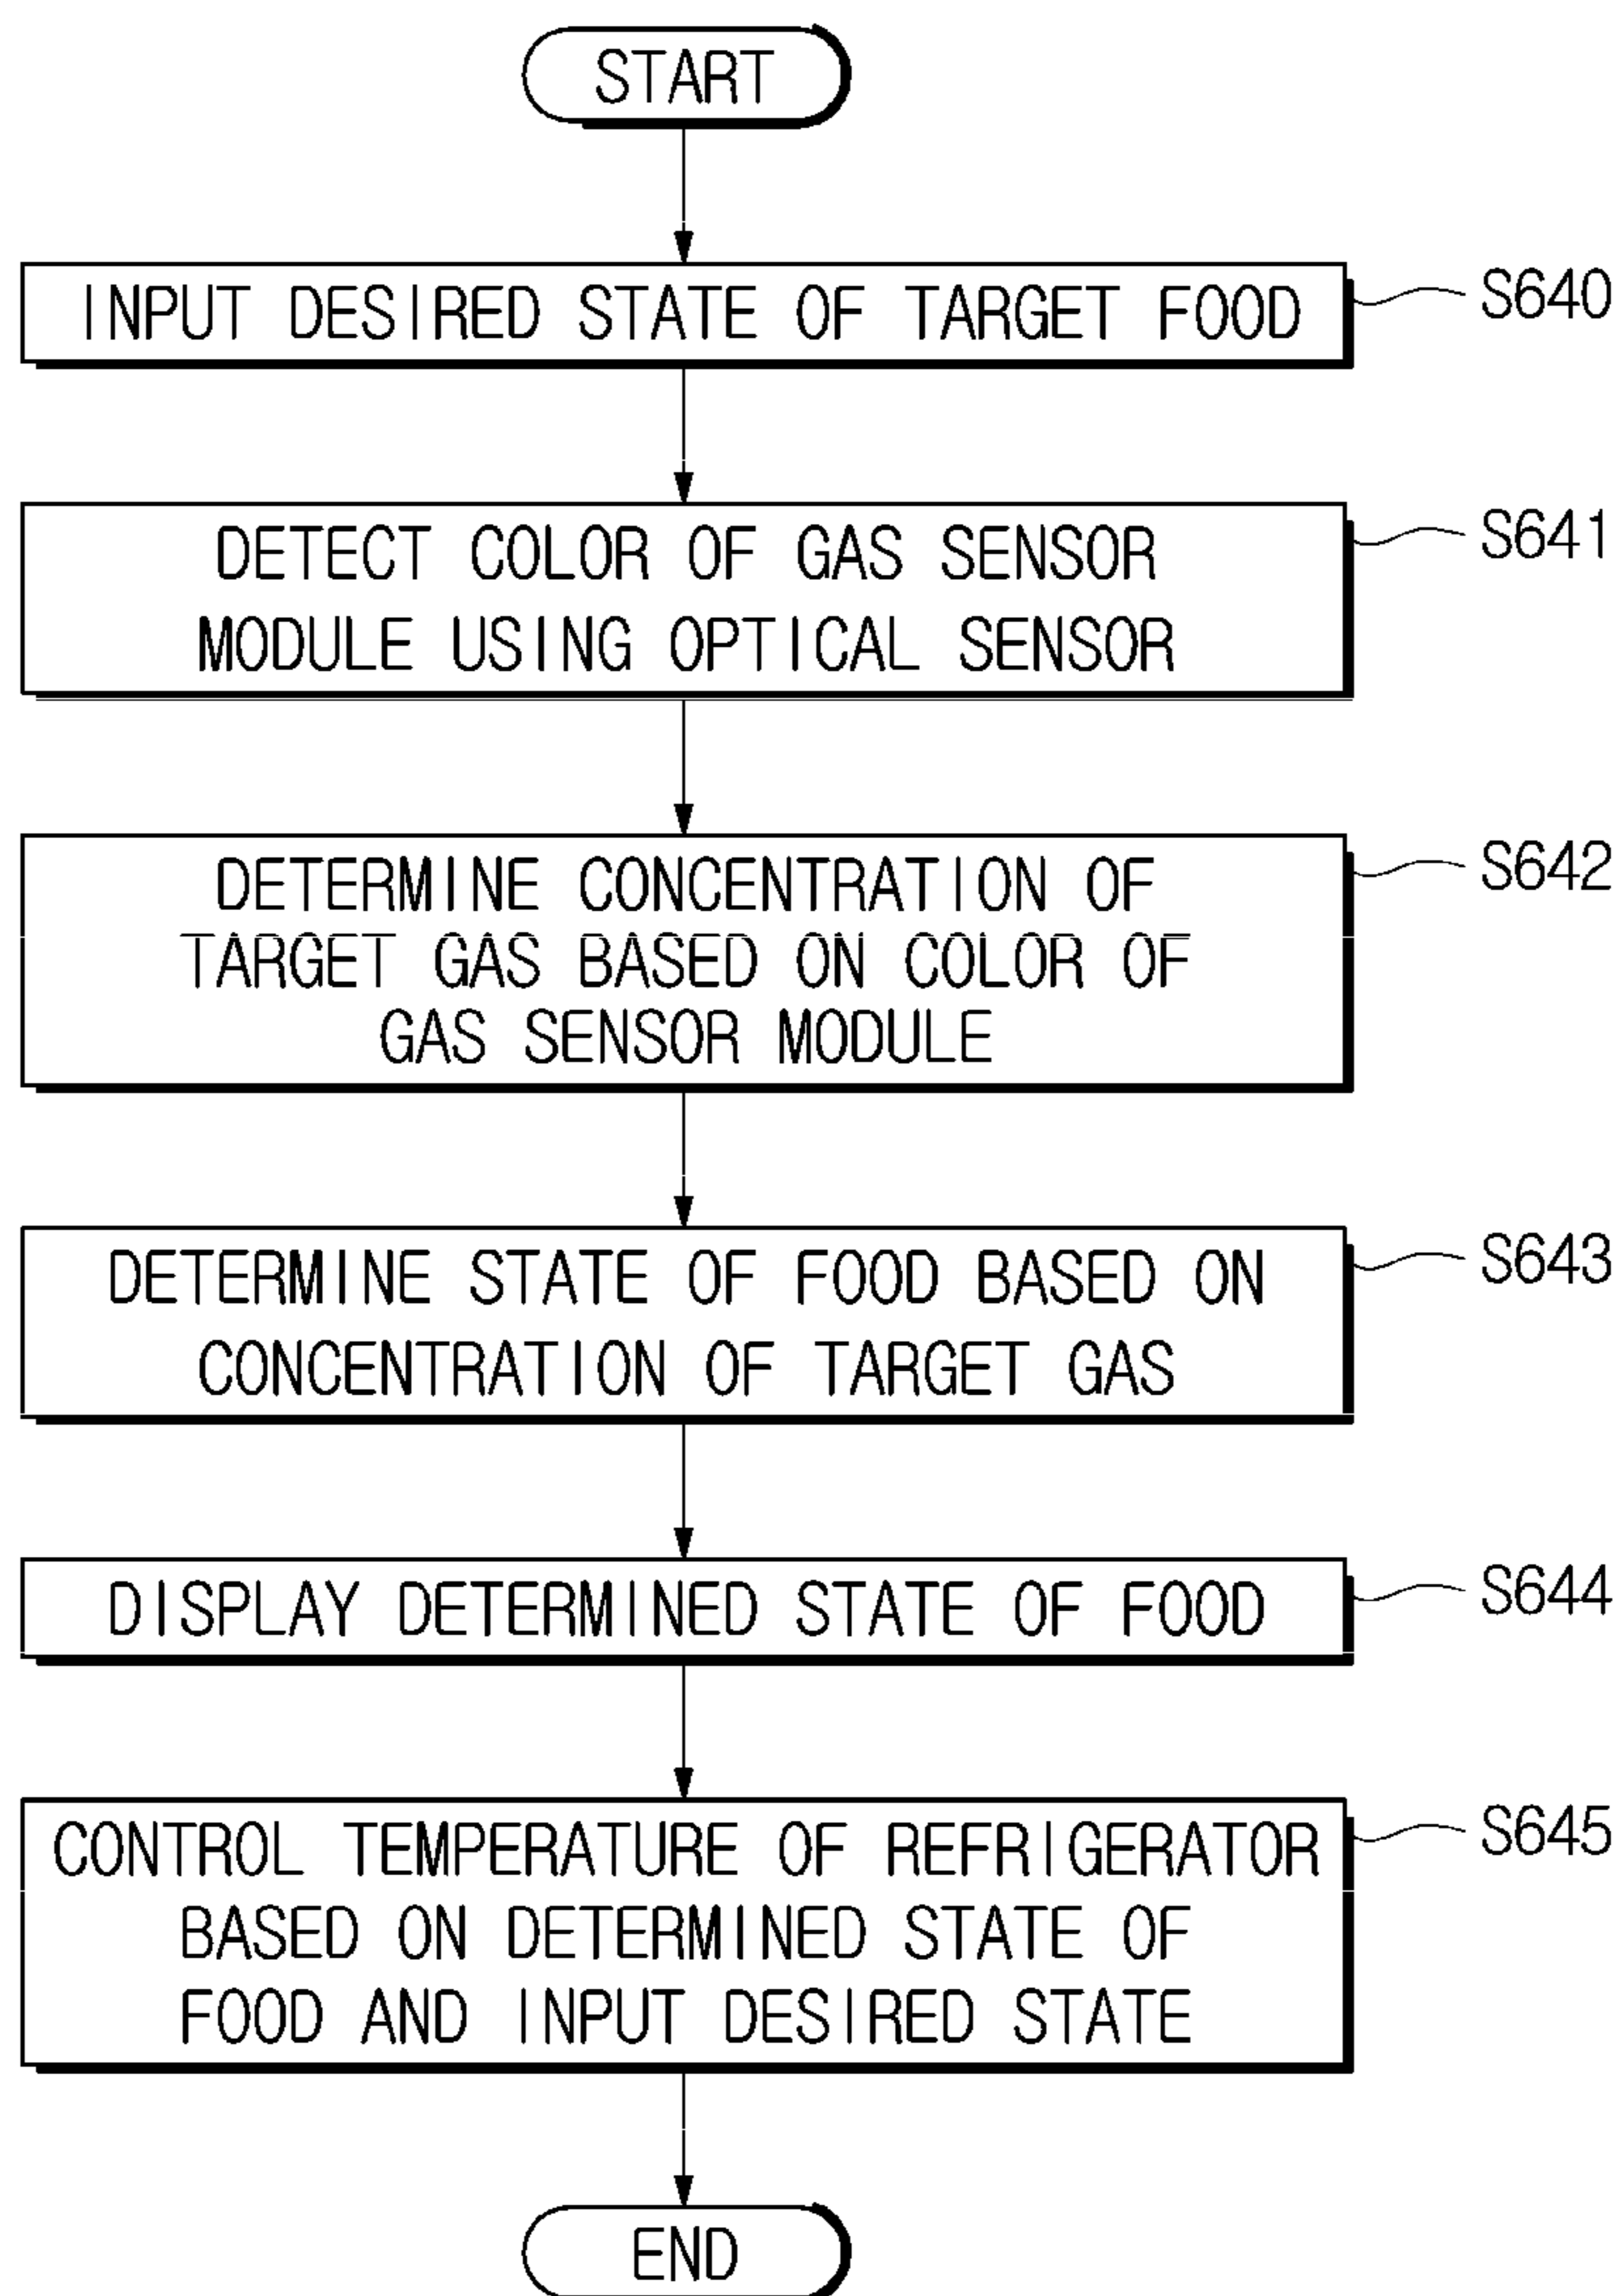 START
INPUT DESIRED STATE OF TARGET FOOD
S640
DETECT COLOR OF GAS SENSOR
MODULE USING OPTICAL SENSOR
S641
DETERMINE CONCENTRATION OF
TARGET GAS BASED ON COLOR OF
GAS SENSOR MODULE
S642
DETERMINE STATE OF FOOD BASED ON
CONCENTRATION OF TARGET GAS
S643
DISPLAY DETERMINED STATE OF FOOD
S644
CONTROL TEMPERATURE OF REFRIGERATOR
BASED ON DETERMINED STATE OF
FOOD AND INPUT DESIRED STATE
S645
END